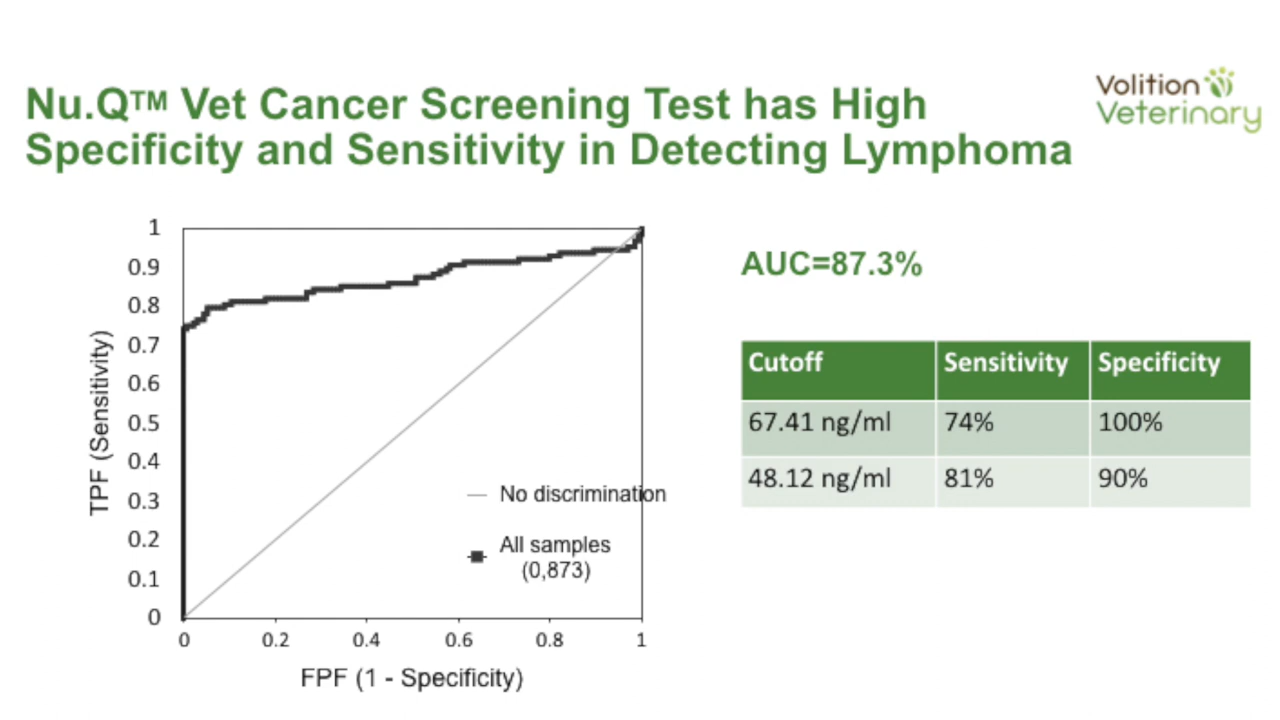 Nu.Q™ Vet Cancer Screening Test has High
Specificity and Sensitivity in Detecting Lymphoma
Volition
Veterinary
1
0.9
0.8
0.7
0.6
0.5
0.4
0.3
0.2
0.1
0
TPF (Sensitivity)
No discrimination
All samples
(0,873)
0 0.2 0.4 0.6 0.8 1
FPF (1 - Specificity)
AUC=87.3%
Cutoff Sensitivity Specificity
67.41 ng/ml 74% 100%
48.12 ng/ml 81% 90%